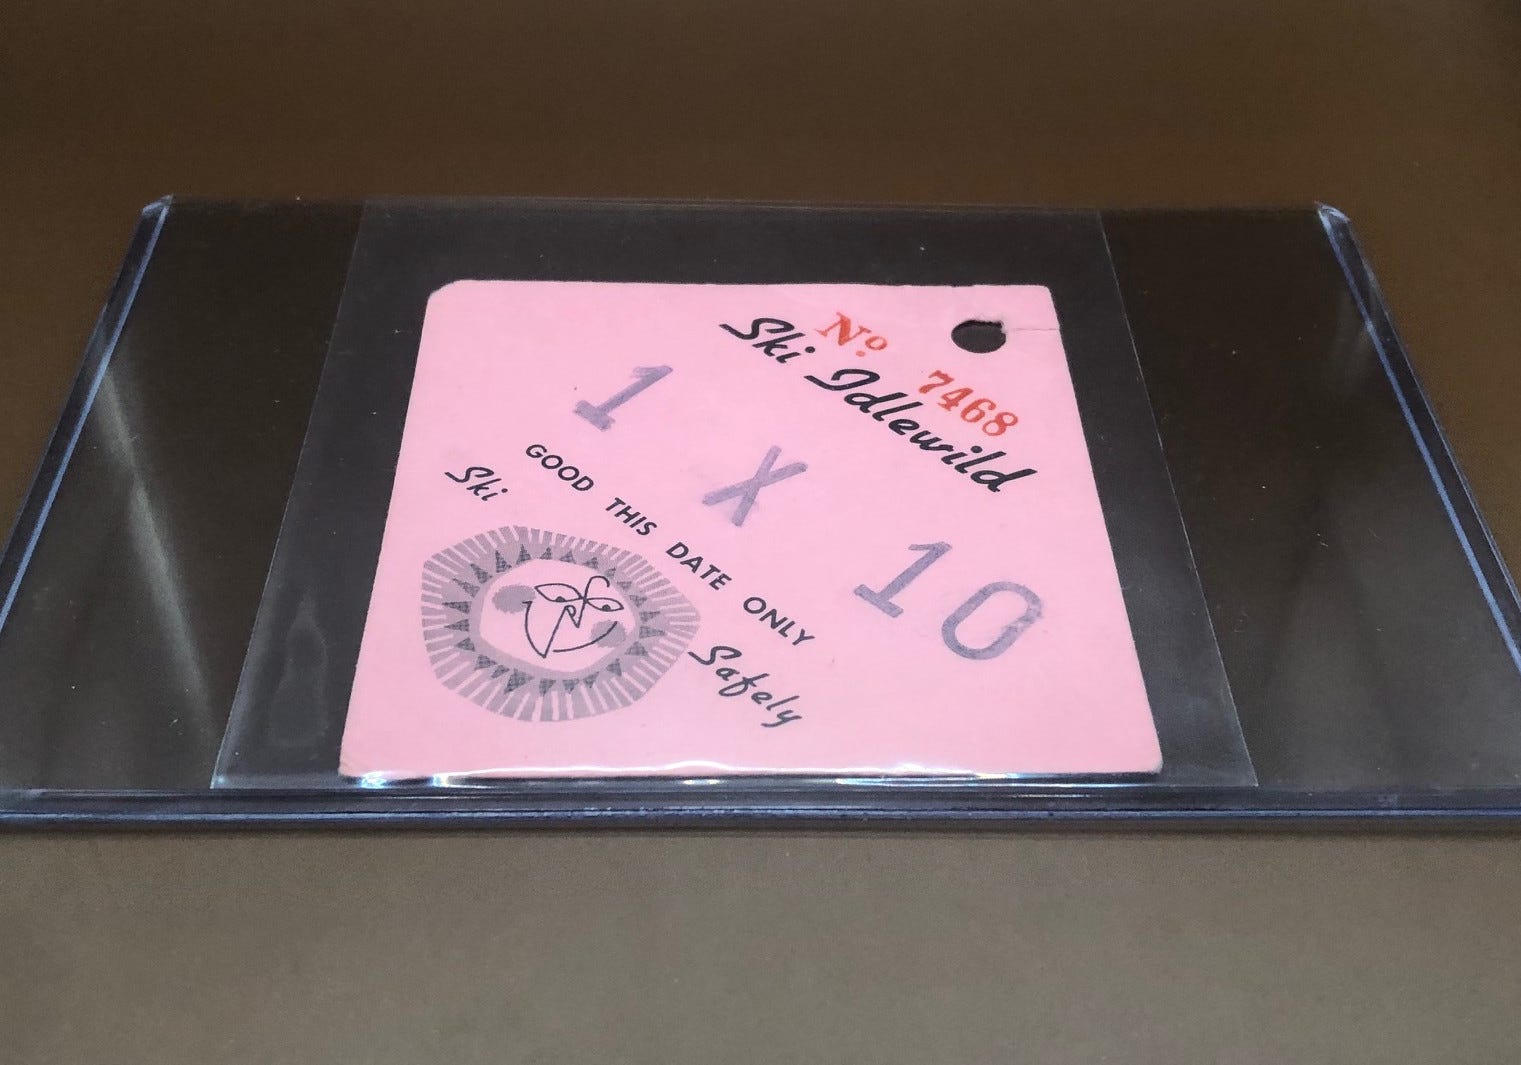 Nº 7468
Ski Idlewild
1 X 10
GOOD THIS DATE ONLY
Ski
Safely